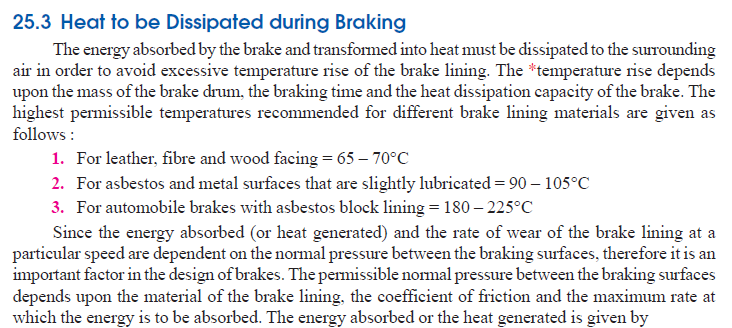 25.3 Heat to be Dissipated during Braking
The energy absorbed by the brake and transformed into heat must be dissipated to the surrounding
air in order to avoid excessive temperature rise of the brake lining. The *temperature rise depends
upon the mass of the brake drum, the braking time and the heat dissipation capacity of the brake. The
highest permissible temperatures recommended for different brake lining materials are given as
follows :
1. For leather, fibre and wood facing = 65 – 70°C
2. For asbestos and metal surfaces that are slightly lubricated = 90 – 105°C
3. For automobile brakes with asbestos block lining = 180 – 225°C
Since the energy absorbed (or heat generated) and the rate of wear of the brake lining at a
particular speed are dependent on the normal pressure between the braking surfaces, therefore it is an
important factor in the design of brakes. The permissible normal pressure between the braking surfaces
depends upon the material of the brake lining, the coefficient of friction and the maximum rate at
which the energy is to be absorbed. The energy absorbed or the heat generated is given by